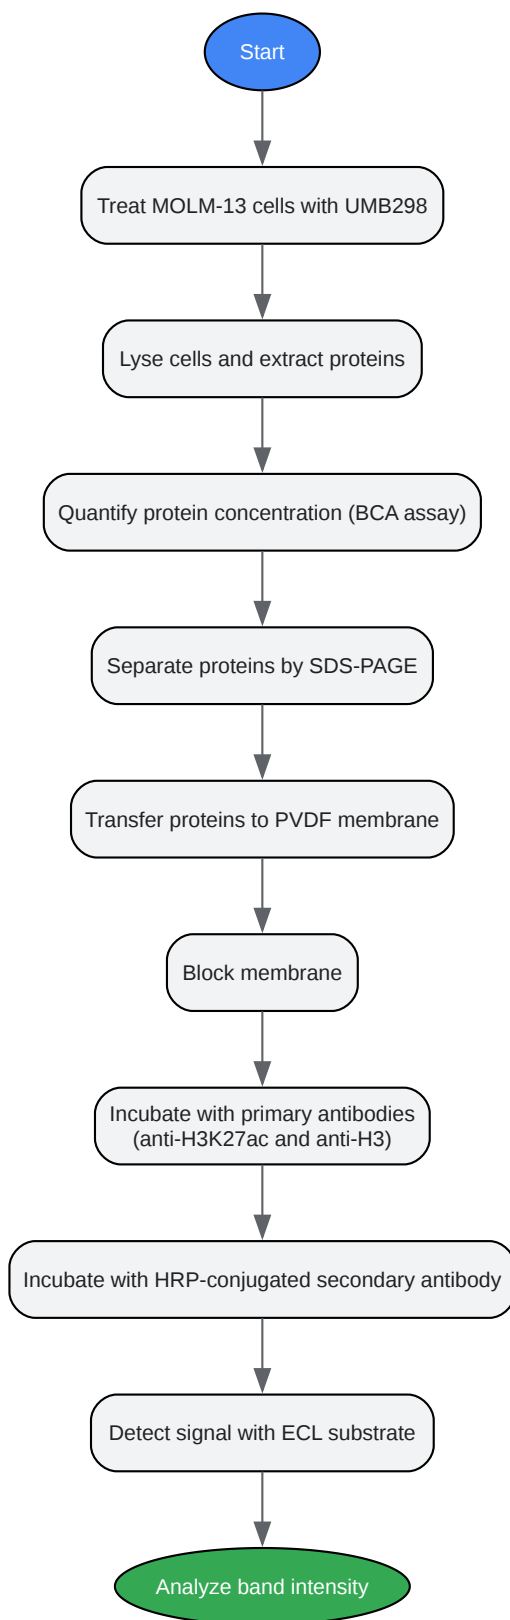 Start
Treat MOLM-13 cells with UMB298
Lyse cells and extract proteins
Quantify protein concentration (BCA assay)
Separate proteins by SDS-PAGE
Transfer proteins to PVDF membrane
Block membrane
Incubate with primary antibodies
(anti-H3K27ac and anti-H3)
Incubate with HRP-conjugated secondary antibody
Detect signal with ECL substrate
Analyze band intensity